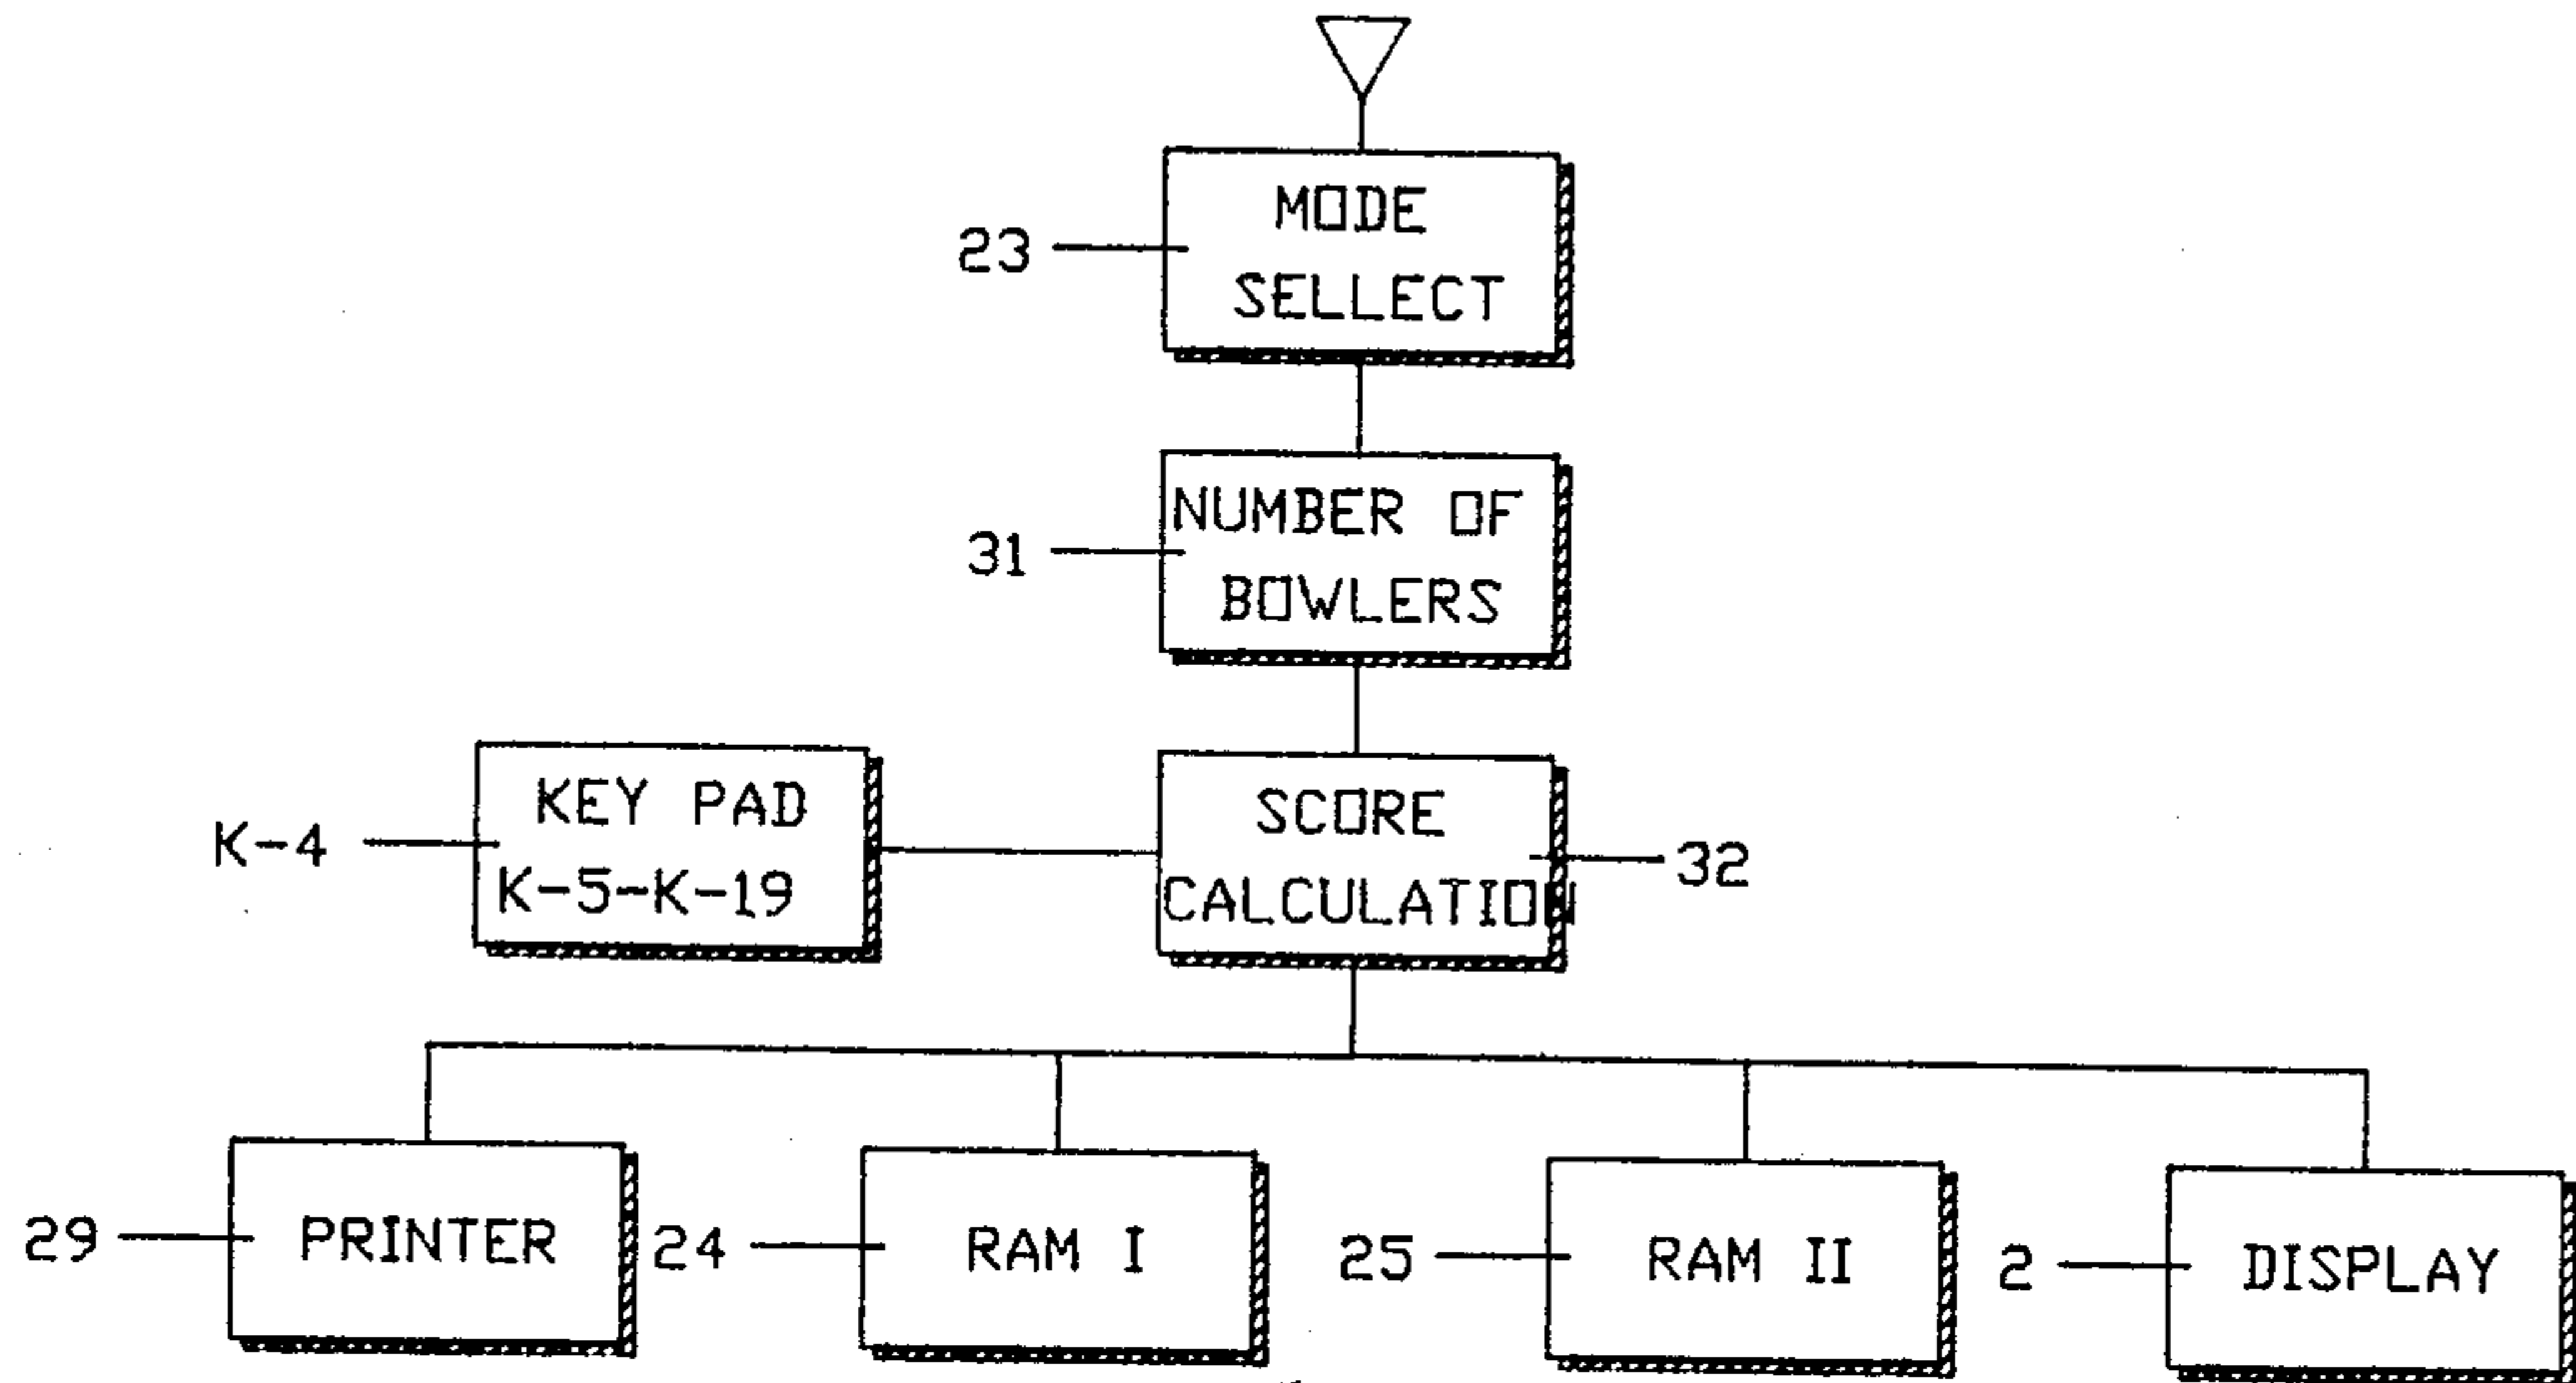 MODE
23
SELLECT
NUMBER OF
31
BOWLERS
KEY PAD
K-4
K-5-K-19
SCORE
32
CALCULATION
29 PRINTER
24 RAM I
25 RAM II
2 DISPLAY